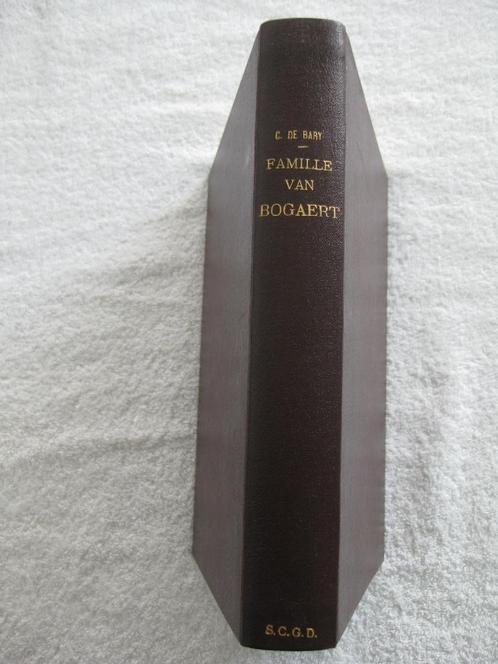 C. DE BARY
FAMILLE
VAN
BOGAERT
S.C.G.D.